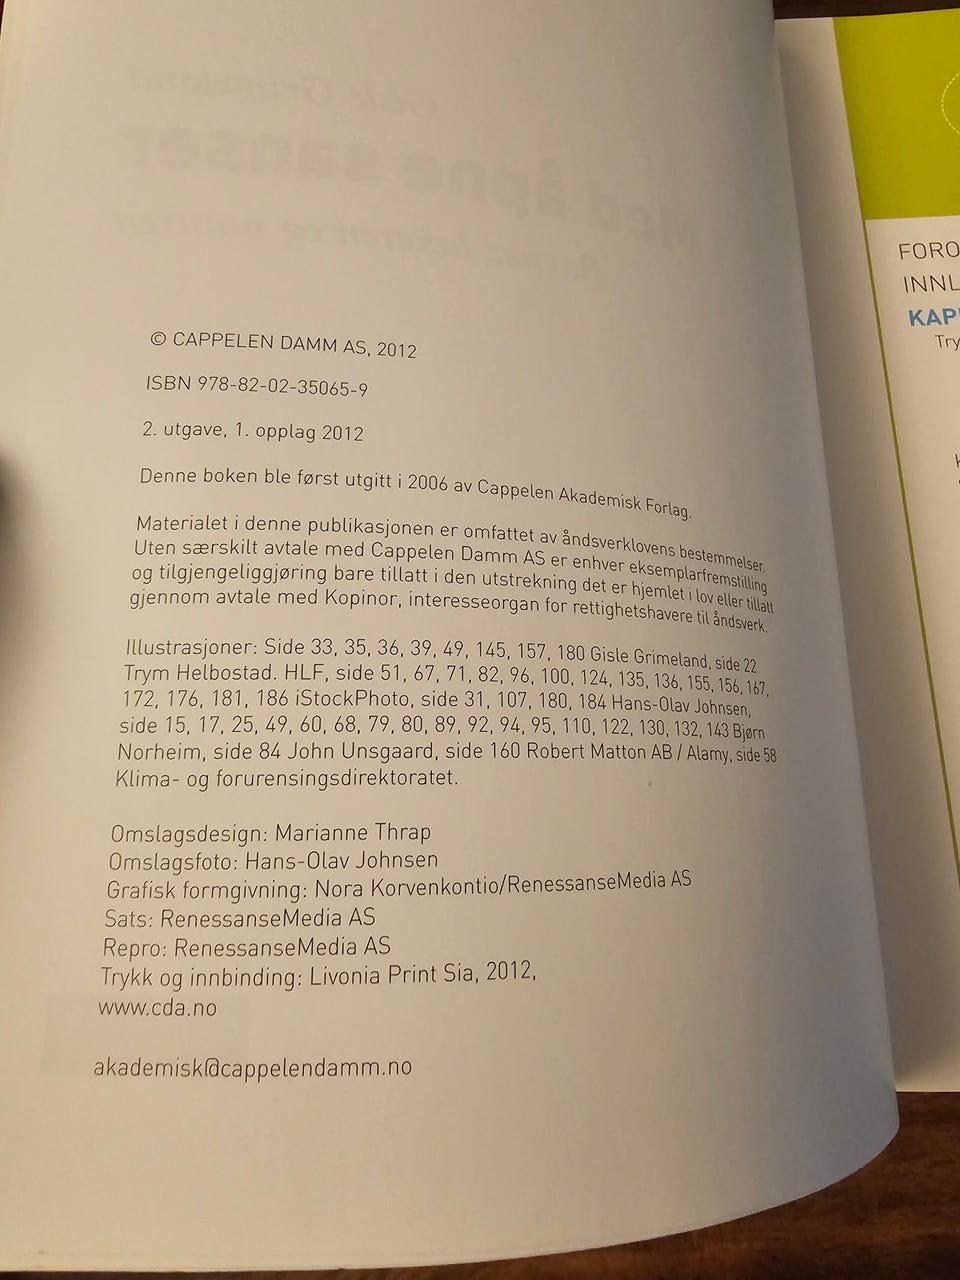 © CAPPELEN DAMM AS, 2012
ISBN 978-82-02-35065-9
2. utgave, 1. opplag 2012
Denne boken ble først utgitt i 2006 av Cappelen Akademisk Forlag.
Materialet i denne publikasjonen er omfattet av åndsverklovens bestemmelser.
Uten særskilt avtale med Cappelen Damm AS er enhver eksemplarfremstilling
og tilgjengeliggjøring bare tillatt i den utstrekning det er hjemlet i lov eller tillatt
gjennom avtale med Kopinor, interesseorgan for rettighetshavere til åndsverk.
Illustrasjoner: Side 33, 35, 36, 39, 49, 145, 157, 180 Gisle Grimeland, side 22
Trym Helbostad. HLF, side 51, 67, 71, 82, 96, 100, 124, 135, 136, 155, 156, 167,
172, 176, 181, 186 iStockPhoto, side 31, 107, 180, 184 Hans-Olav Johnsen,
side 15, 17, 25, 49, 60, 68, 79, 80, 89, 92, 94, 95, 110, 122, 130, 132, 143 Bjørn
Norheim, side 84 John Unsgaard, side 160 Robert Matton AB / Alamy, side 58
Klima- og forurensingsdirektoratet.
Omslagsdesign: Marianne Thrap
Omslagsfoto: Hans-Olav Johnsen
Grafisk formgivning: Nora Korvenkontio/RenessanseMedia AS
Sats: RenessanseMedia AS
Repro: RenessanseMedia AS
Trykk og innbinding: Livonia Print Sia, 2012,
www.cda.no
akademisk@cappelendamm.no
FORO
INNL
KAP
Try